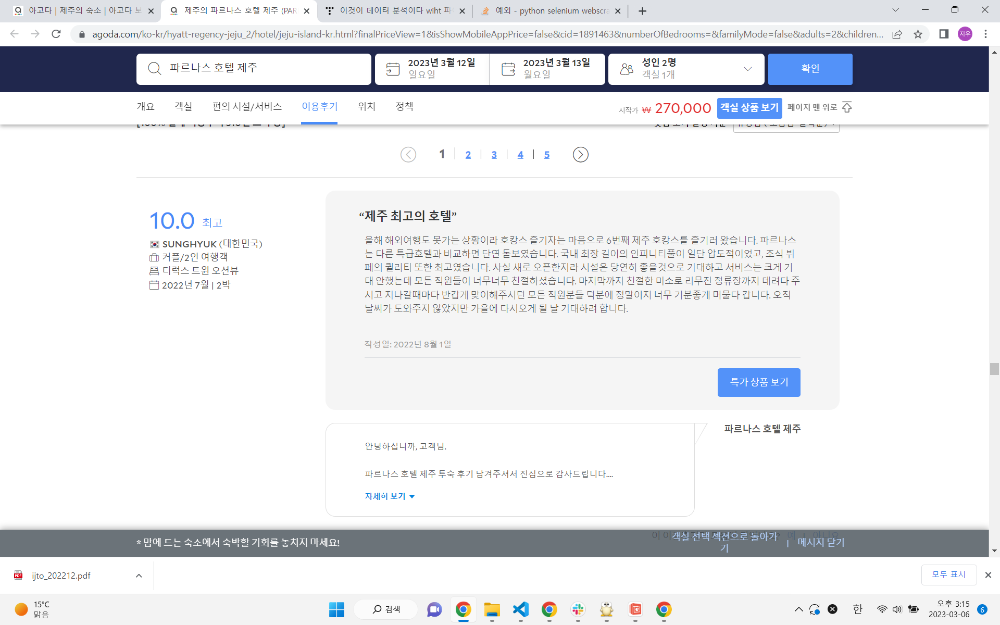 아고다 | 제주의 숙소 | 아고다 보
제주의 파르나스 호텔 제주 (PAR
이것이 데이터 분석이다 wiht 파이
예외 - python selenium webscra
agoda.com/ko-kr/hyatt-regency-jeju_2/hotel/jeju-island-kr.html?finalPriceView=1&isShowMobileAppPrice=false&cid=1891463&numberOfBedrooms=&familyMode=false&adults=2&children...
지우
파르나스 호텔 제주
2023년 3월 12일
일요일
2023년 3월 13일
월요일
성인 2명
객실 1개
확인
개요 객실 편의 시설/서비스 이용후기 위치 정책
시작가 ₩ 270,000 객실 상품 보기 페이지 맨 위로
1 | 2 | 3 | 4 | 5
10.0 최고
SUNGHYUK (대한민국)
커플/2인 여행객
디럭스 트윈 오션뷰
2022년 7월 | 2박
“제주 최고의 호텔”
올해 해외여행도 못가는 상황이라 호캉스 즐기자는 마음으로 6번째 제주 호캉스를 즐기러 왔습니다. 파르나스
는 다른 특급호텔과 비교하면 단연 돋보였습니다. 국내 최장 길이의 인피니티풀이 일단 압도적이었고, 조식 뷔
페의 퀄리티 또한 최고였습니다. 사실 새로 오픈한지라 시설은 당연히 좋을것으로 기대하고 서비스는 크게 기
대 안했는데 모든 직원들이 너무너무 친절하셨습니다. 마지막까지 친절한 미소로 리무진 정류장까지 데려다 주
시고 지나갈때마다 반갑게 맞이해주시던 모든 직원분들 덕분에 정말이지 너무 기분좋게 머물다 갑니다. 오직
날씨가 도와주지 않았지만 가을에 다시오게 될 날 기대하려 합니다.
작성일: 2022년 8월 1일
특가 상품 보기
파르나스 호텔 제주
안녕하십니까, 고객님.
파르나스 호텔 제주 투숙 후기 남겨주셔서 진심으로 감사드립니다....
자세히 보기
* 맘에 드는 숙소에서 숙박할 기회를 놓치지 마세요!
객실 선택 섹션으로 돌아가
기
| 메시지 닫기
ijto_202212.pdf
모두 표시
15°C
맑음
검색
한
오후 3:15
2023-03-06
6